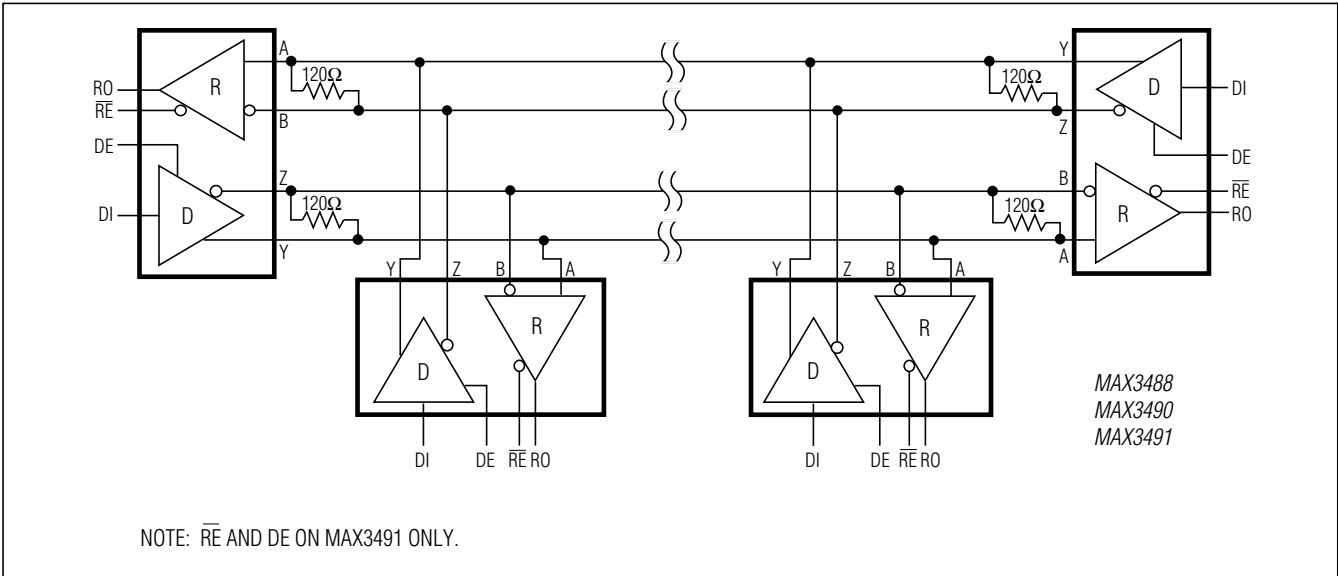 A
Y
120Ω
120Ω
RO
R
D
DI
RE
B
Z
DE
DE
Z
B
RE
DI
D
120Ω
120Ω
R
RO
Y
A
Y
Z
B
A
Y
Z
B
A
R
R
D
D
MAX3488
MAX3490
MAX3491
DI
DE
RE
RO
DI
DE
RE
RO
NOTE: RE AND DE ON MAX3491 ONLY.